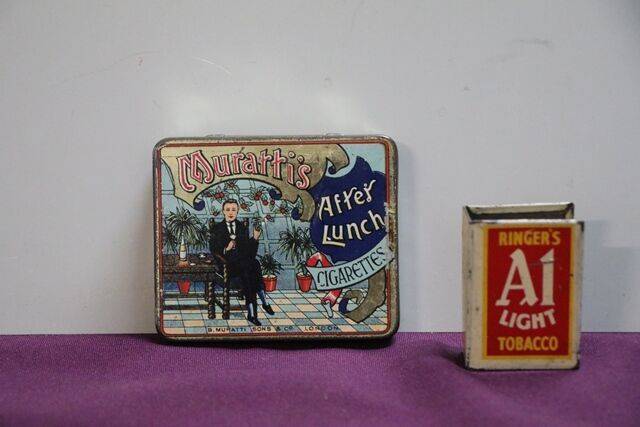 Muratti's
After
Lunch
CIGARETTES
B. MURATTI SONS & Co. LONDON
RINGER'S
A1
LIGHT
TOBACCO